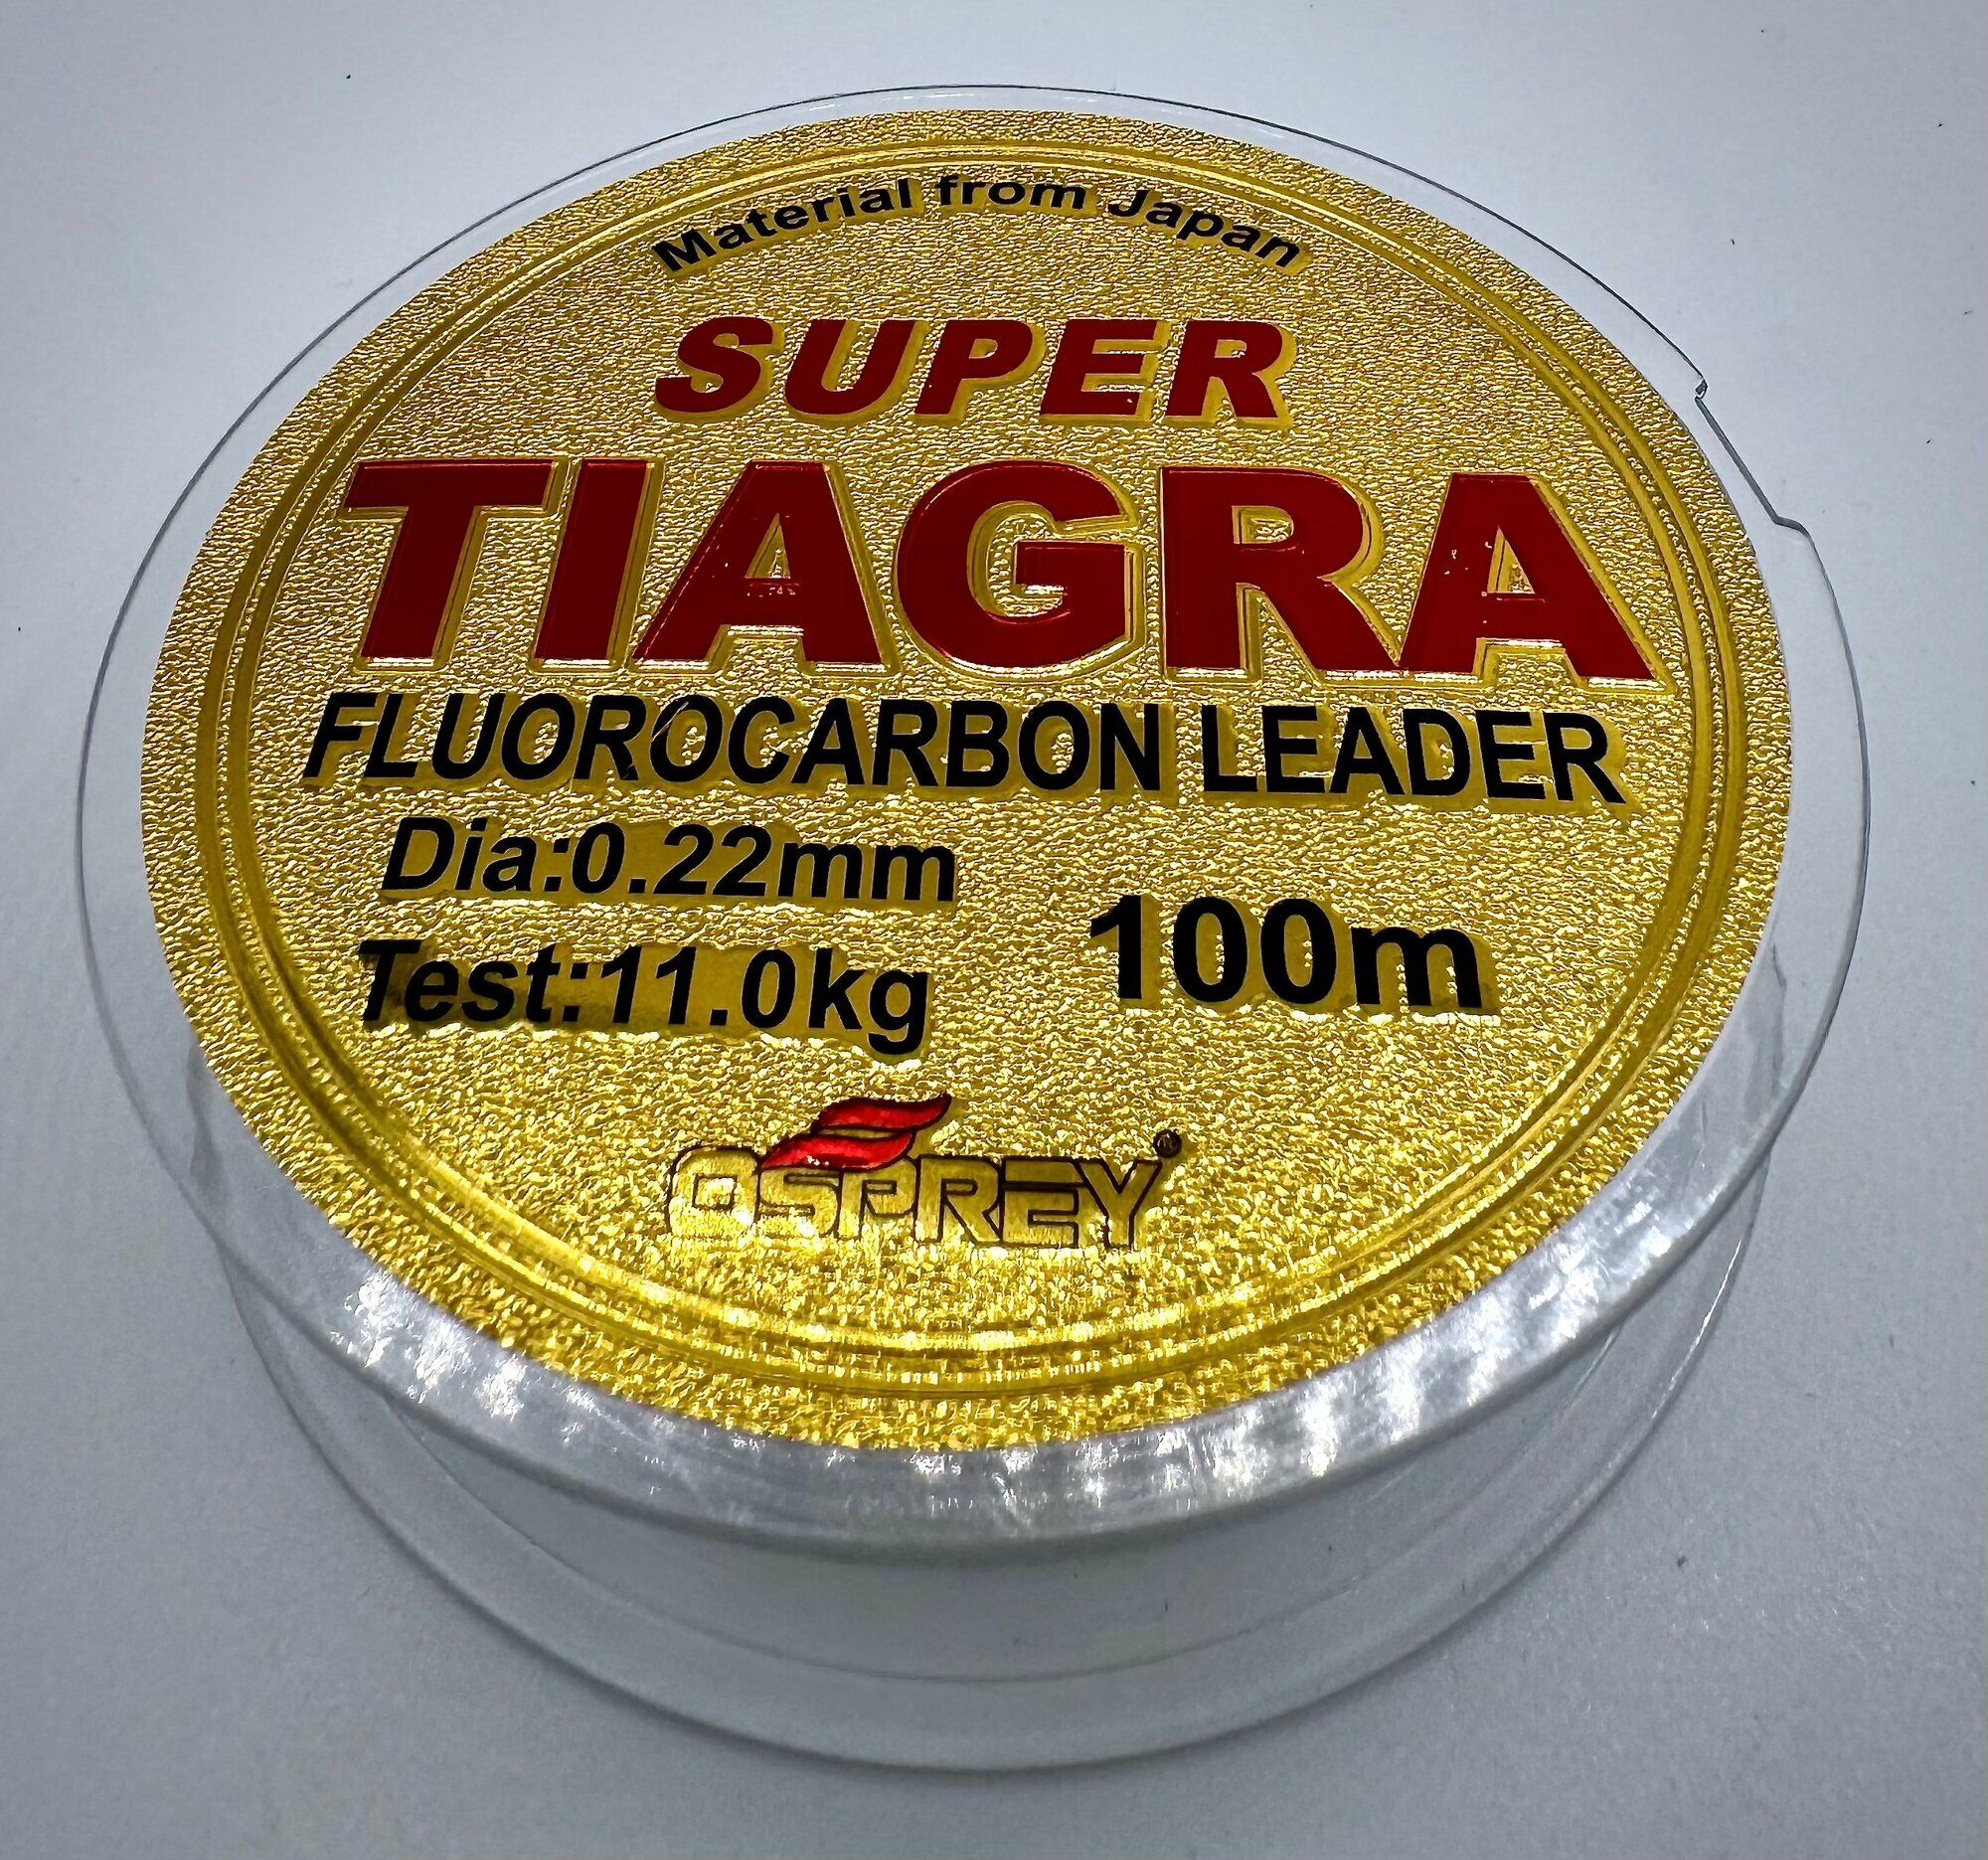 Material from Japan
SUPER
TIAGRA
FLUOROCARBON LEADER
Dia:0.22mm
Test:11.0kg
100m
OSPREY®